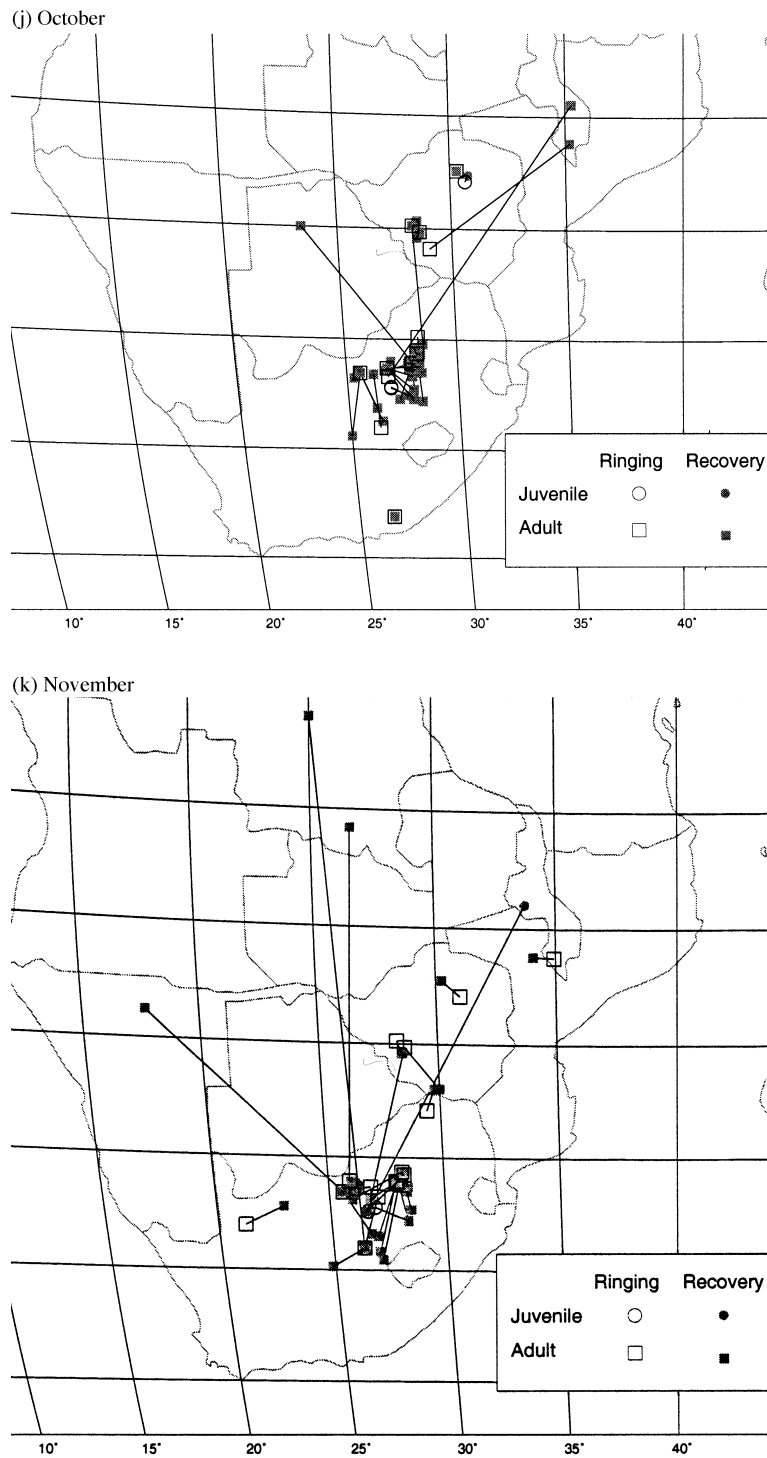 (j) October
Ringing Recovery
Juvenile
Adult
10° 15° 20° 25° 30° 35° 40°
(k) November
Ringing Recovery
Juvenile
Adult
10° 15° 20° 25° 30° 35° 40°